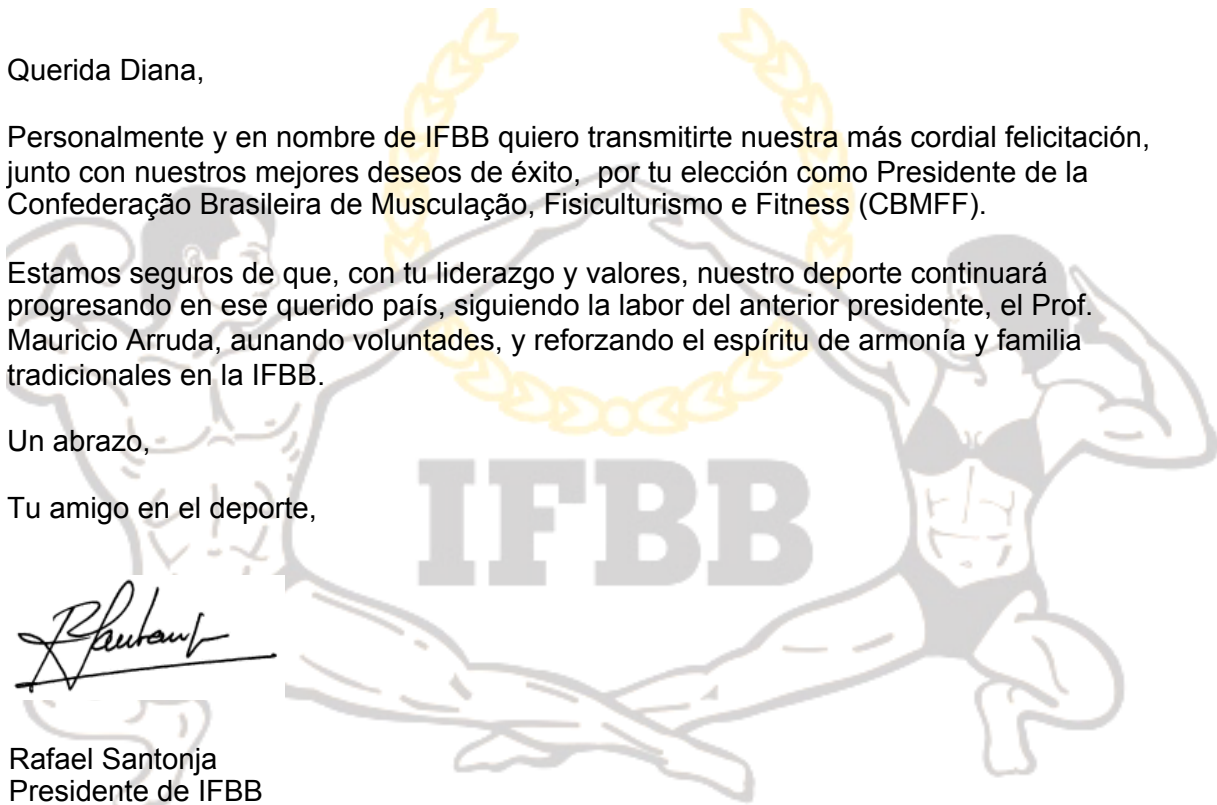 Querida Diana,
Personalmente y en nombre de IFBB quiero transmitirte nuestra más cordial felicitación,
junto con nuestros mejores deseos de éxito,  por tu elección como Presidente de la
Confederação Brasileira de Musculação, Fisiculturismo e Fitness (CBMFF).
Estamos seguros de que, con tu liderazgo y valores, nuestro deporte continuará
progresando en ese querido país, siguiendo la labor del anterior presidente, el Prof.
Mauricio Arruda, aunando voluntades, y reforzando el espíritu de armonía y familia
tradicionales en la IFBB.
Un abrazo,
Tu amigo en el deporte,
IFBB
Rafael Santonja
Presidente de IFBB